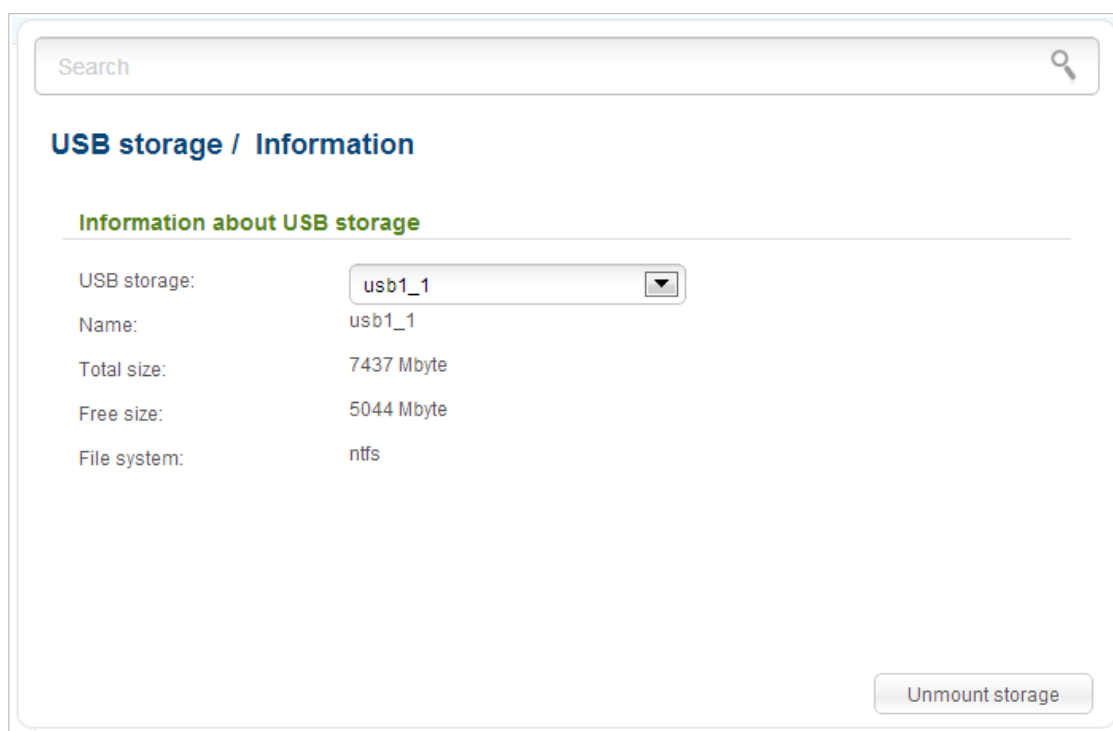 Search
USB storage / Information
Information about USB storage
USB storage: usb1_1
Name: usb1_1
Total size: 7437 Mbyte
Free size: 5044 Mbyte
File system: ntfs
Unmount storage